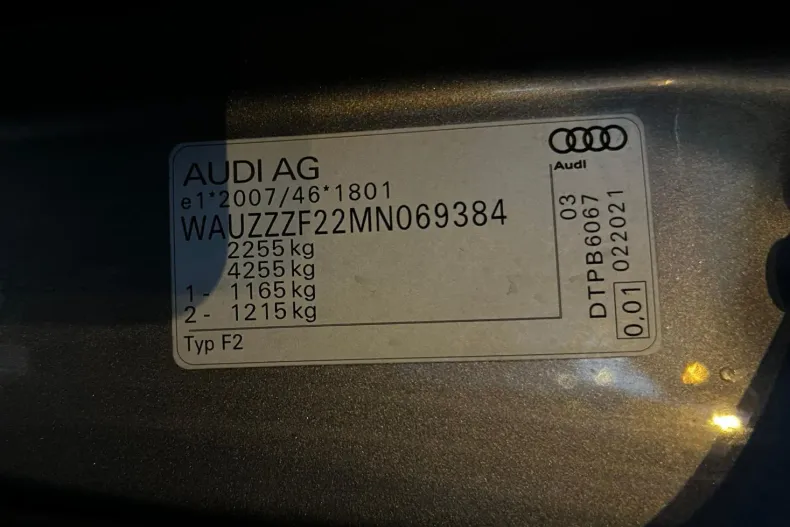 AUDI AG
e1*2007/46*1801
WAUZZZF22MN069384
2255 kg
4255 kg
1 - 1165 kg
2 - 1215 kg
Typ F2
Audi
03
DTPB6067
022021
0,01